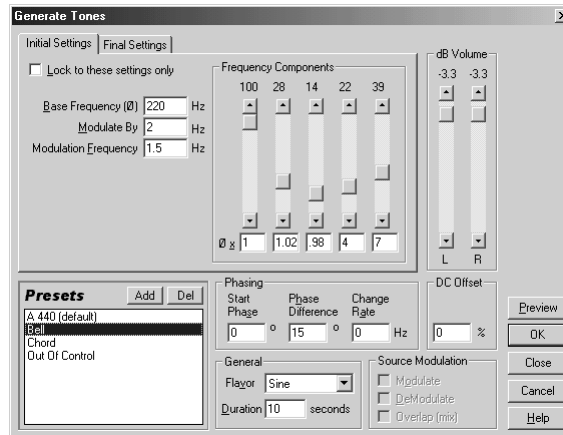 Generate Tones
Initial Settings Final Settings
Lock to these settings only
Base Frequency (Ø) 220 Hz
Modulate By 2 Hz
Modulation Frequency 1.5 Hz
Frequency Components
100 28 14 22 39
Ø x 1 1.02 .98 4 7
dB Volume
-3.3 -3.3
L R
Presets Add Del
A 440 (default)
Bell
Chord
Out Of Control
Phasing
Start Phase Phase Difference Change Rate
0 ° 15 ° 0 Hz
DC Offset
0 %
General
Flavor Sine
Duration 10 seconds
Source Modulation
Modulate
DeModulate
Overlap (mix)
Preview
OK
Close
Cancel
Help